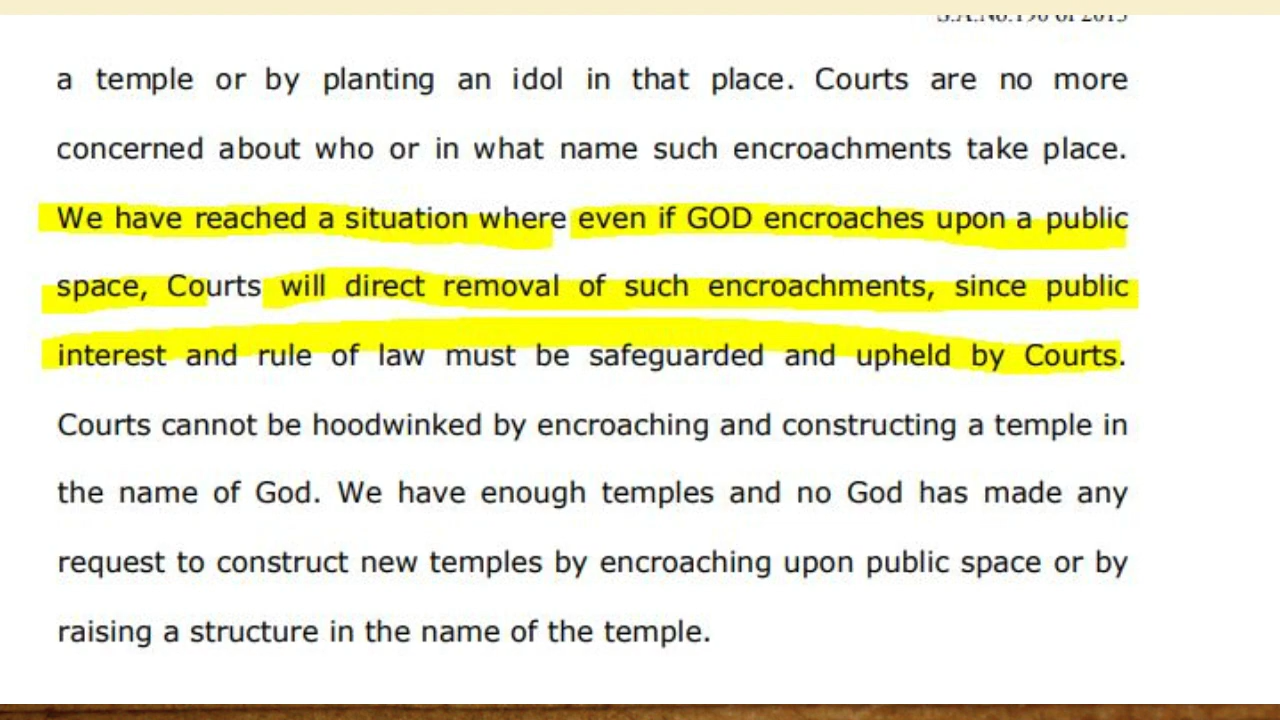 a temple or by planting an idol in that place. Courts are no more
concerned about who or in what name such encroachments take place.
We have reached a situation where even if GOD encroaches upon a public
space, Courts will direct removal of such encroachments, since public
interest and rule of law must be safeguarded and upheld by Courts.
Courts cannot be hoodwinked by encroaching and constructing a temple in
the name of God. We have enough temples and no God has made any
request to construct new temples by encroaching upon public space or by
raising a structure in the name of the temple.